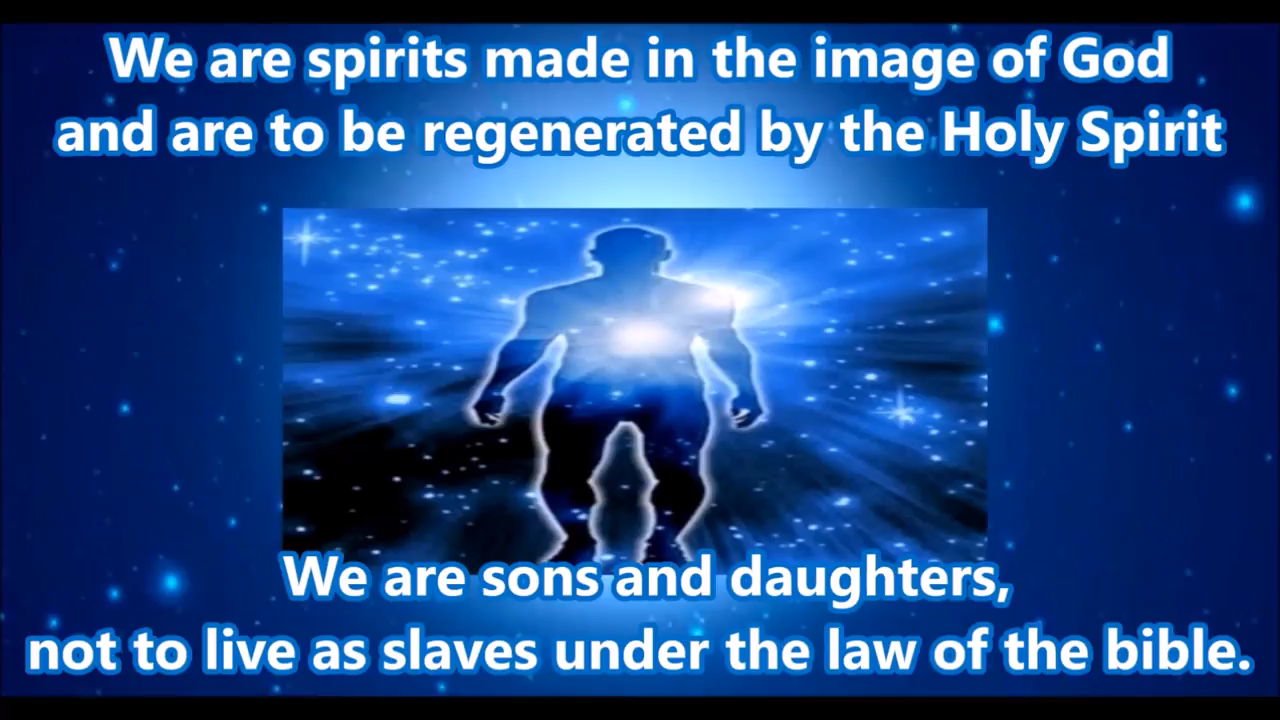 We are spirits made in the image of God
and are to be regenerated by the Holy Spirit
We are sons and daughters,
not to live as slaves under the law of the bible.